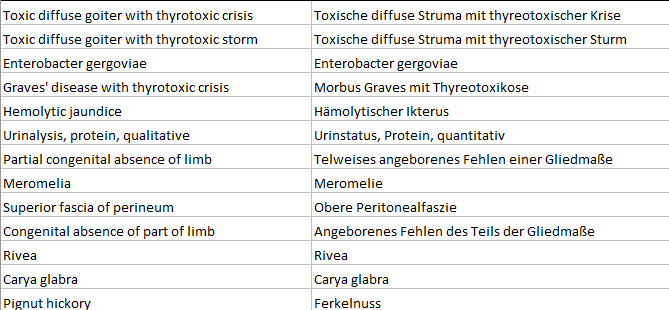 Toxic diffuse goiter with thyrotoxic crisis Toxische diffuse Struma mit thyreotoxischer Krise
Toxic diffuse goiter with thyrotoxic storm Toxische diffuse Struma mit thyreotoxischer Sturm
Enterobacter gergoviae Enterobacter gergoviae
Graves' disease with thyrotoxic crisis Morbus Graves mit Thyreotoxikose
Hemolytic jaundice Hämolytischer Ikterus
Urinalysis, protein, qualitative Urinstatus, Protein, quantitativ
Partial congenital absence of limb Telweises angeborenes Fehlen einer Gliedmaße
Meromelia Meromelie
Superior fascia of perineum Obere Peritonealfaszie
Congenital absence of part of limb Angeborenes Fehlen des Teils der Gliedmaße
Rivea Rivea
Carya glabra Carya glabra
Pignut hickory Ferkelnuss